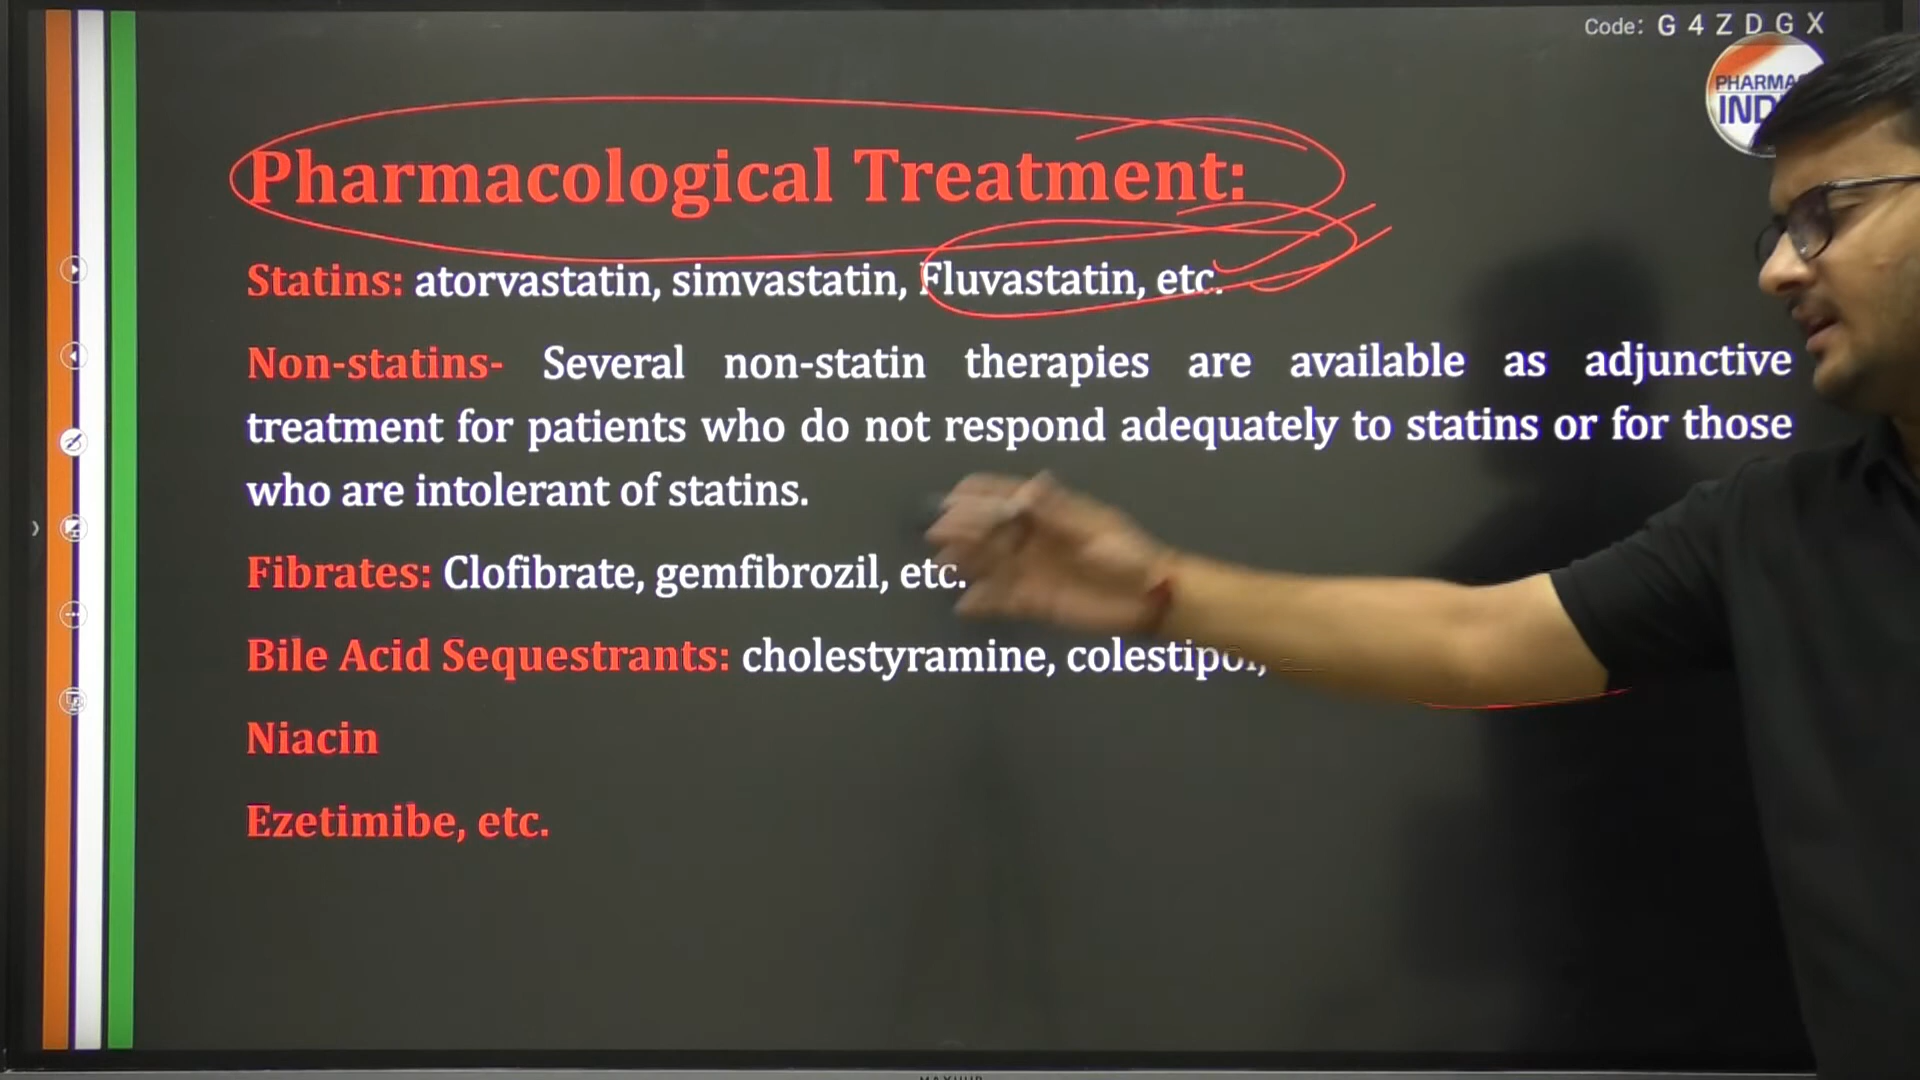 Code: G 4 Z D G X
PHARMA
IND
Pharmacological Treatment:
Statins: atorvastatin, simvastatin, Fluvastatin, etc.
Non-statins- Several non-statin therapies are available as adjunctive
treatment for patients who do not respond adequately to statins or for those
who are intolerant of statins.
Fibrates: Clofibrate, gemfibrozil, etc.
Bile Acid Sequestrants: cholestyramine, colestipol,
Niacin
Ezetimibe, etc.